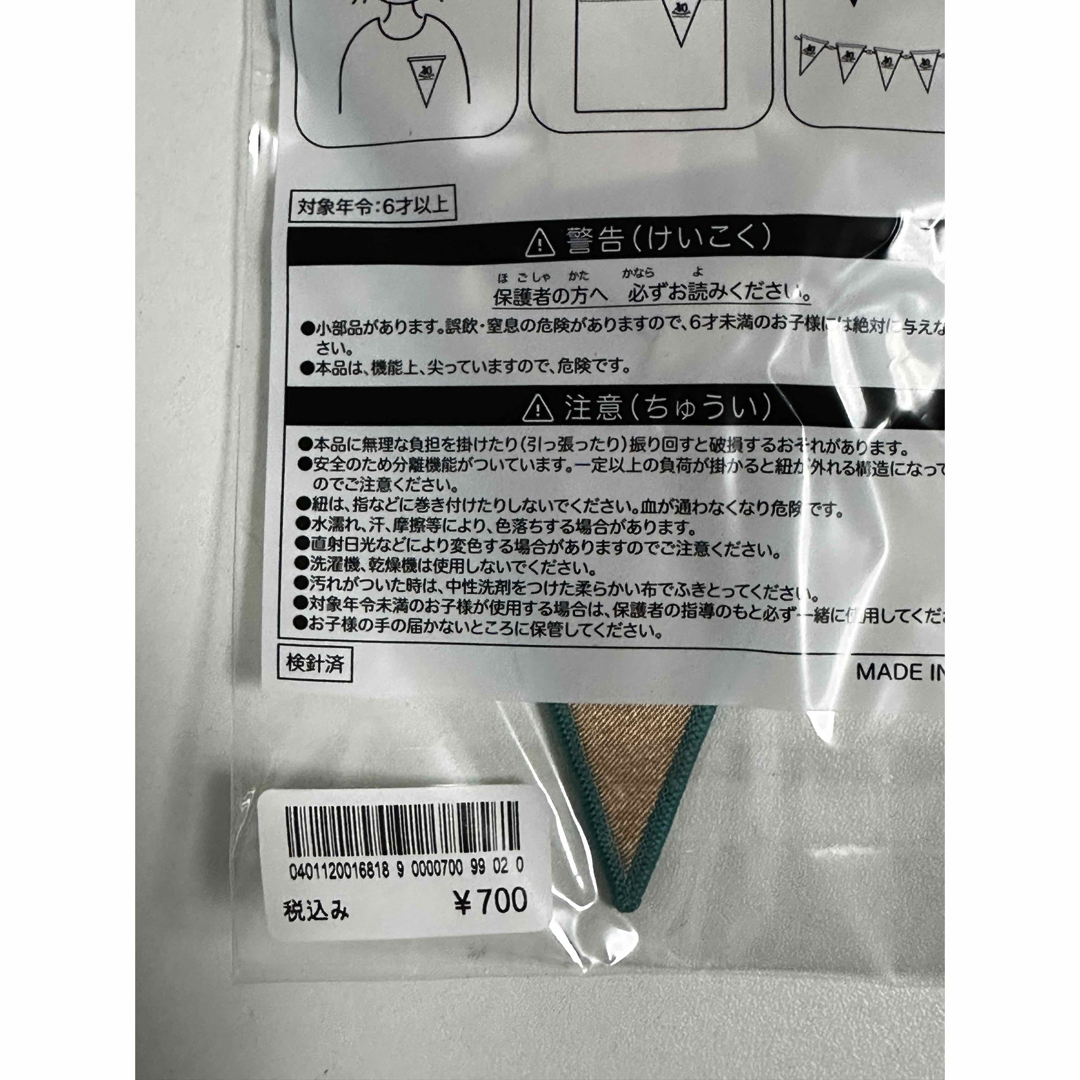 対象年令:6才以上
⚠ 警告(けいこく)
ほごしゃ かた かなら よ
保護者の方へ 必ずお読みください。
●小部品があります。誤飲・窒息の危険がありますので、6才未満のお子様には絶対に与えな
さい。
●本品は、機能上、尖っていますので、危険です。
⚠ 注意(ちゅうい)
●本品に無理な負担を掛けたり(引っ張ったり)振り回すと破損するおそれがあります。
●安全のため分離機能がついています。一定以上の負荷が掛かると紐が外れる構造になって
のでご注意ください。
●紐は、指などに巻き付けたりしないでください。血が通わなくなり危険です。
●水濡れ、汗、摩擦等により、色落ちする場合があります。
●直射日光などにより変色する場合がありますのでご注意ください。
●洗濯機、乾燥機は使用しないでください。
●汚れがついた時は、中性洗剤をつけた柔らかい布でふきとってください。
●対象年令未満のお子様が使用する場合は、保護者の指導のもと必ず一緒に使用してくだ
●お子様の手の届かないところに保管してください。
検針済
MADE IN
0401120016818 9 0000700 99 02 0
税込み ¥700